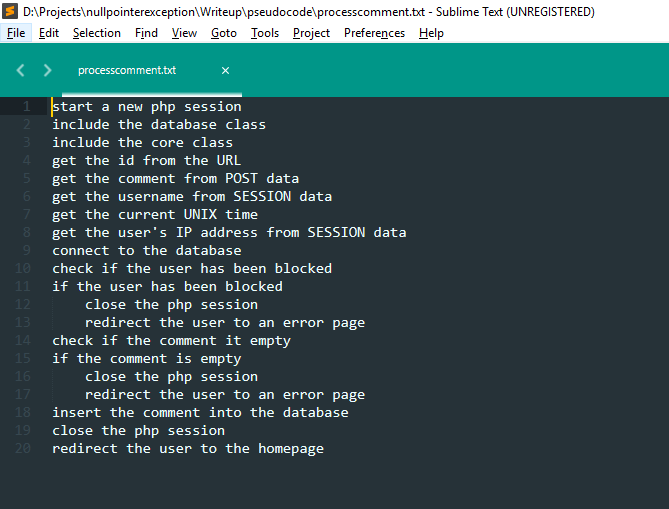 D:\Projects\nullpointerexception\Writeup\pseudocode\processcomment.txt - Sublime Text (UNREGISTERED)
File Edit Selection Find View Goto Tools Project Preferences Help
processcomment.txt ×
1 start a new php session
2 include the database class
3 include the core class
4 get the id from the URL
5 get the comment from POST data
6 get the username from SESSION data
7 get the current UNIX time
8 get the user's IP address from SESSION data
9 connect to the database
10 check if the user has been blocked
11 if the user has been blocked
12 close the php session
13 redirect the user to an error page
14 check if the comment it empty
15 if the comment is empty
16 close the php session
17 redirect the user to an error page
18 insert the comment into the database
19 close the php session
20 redirect the user to the homepage